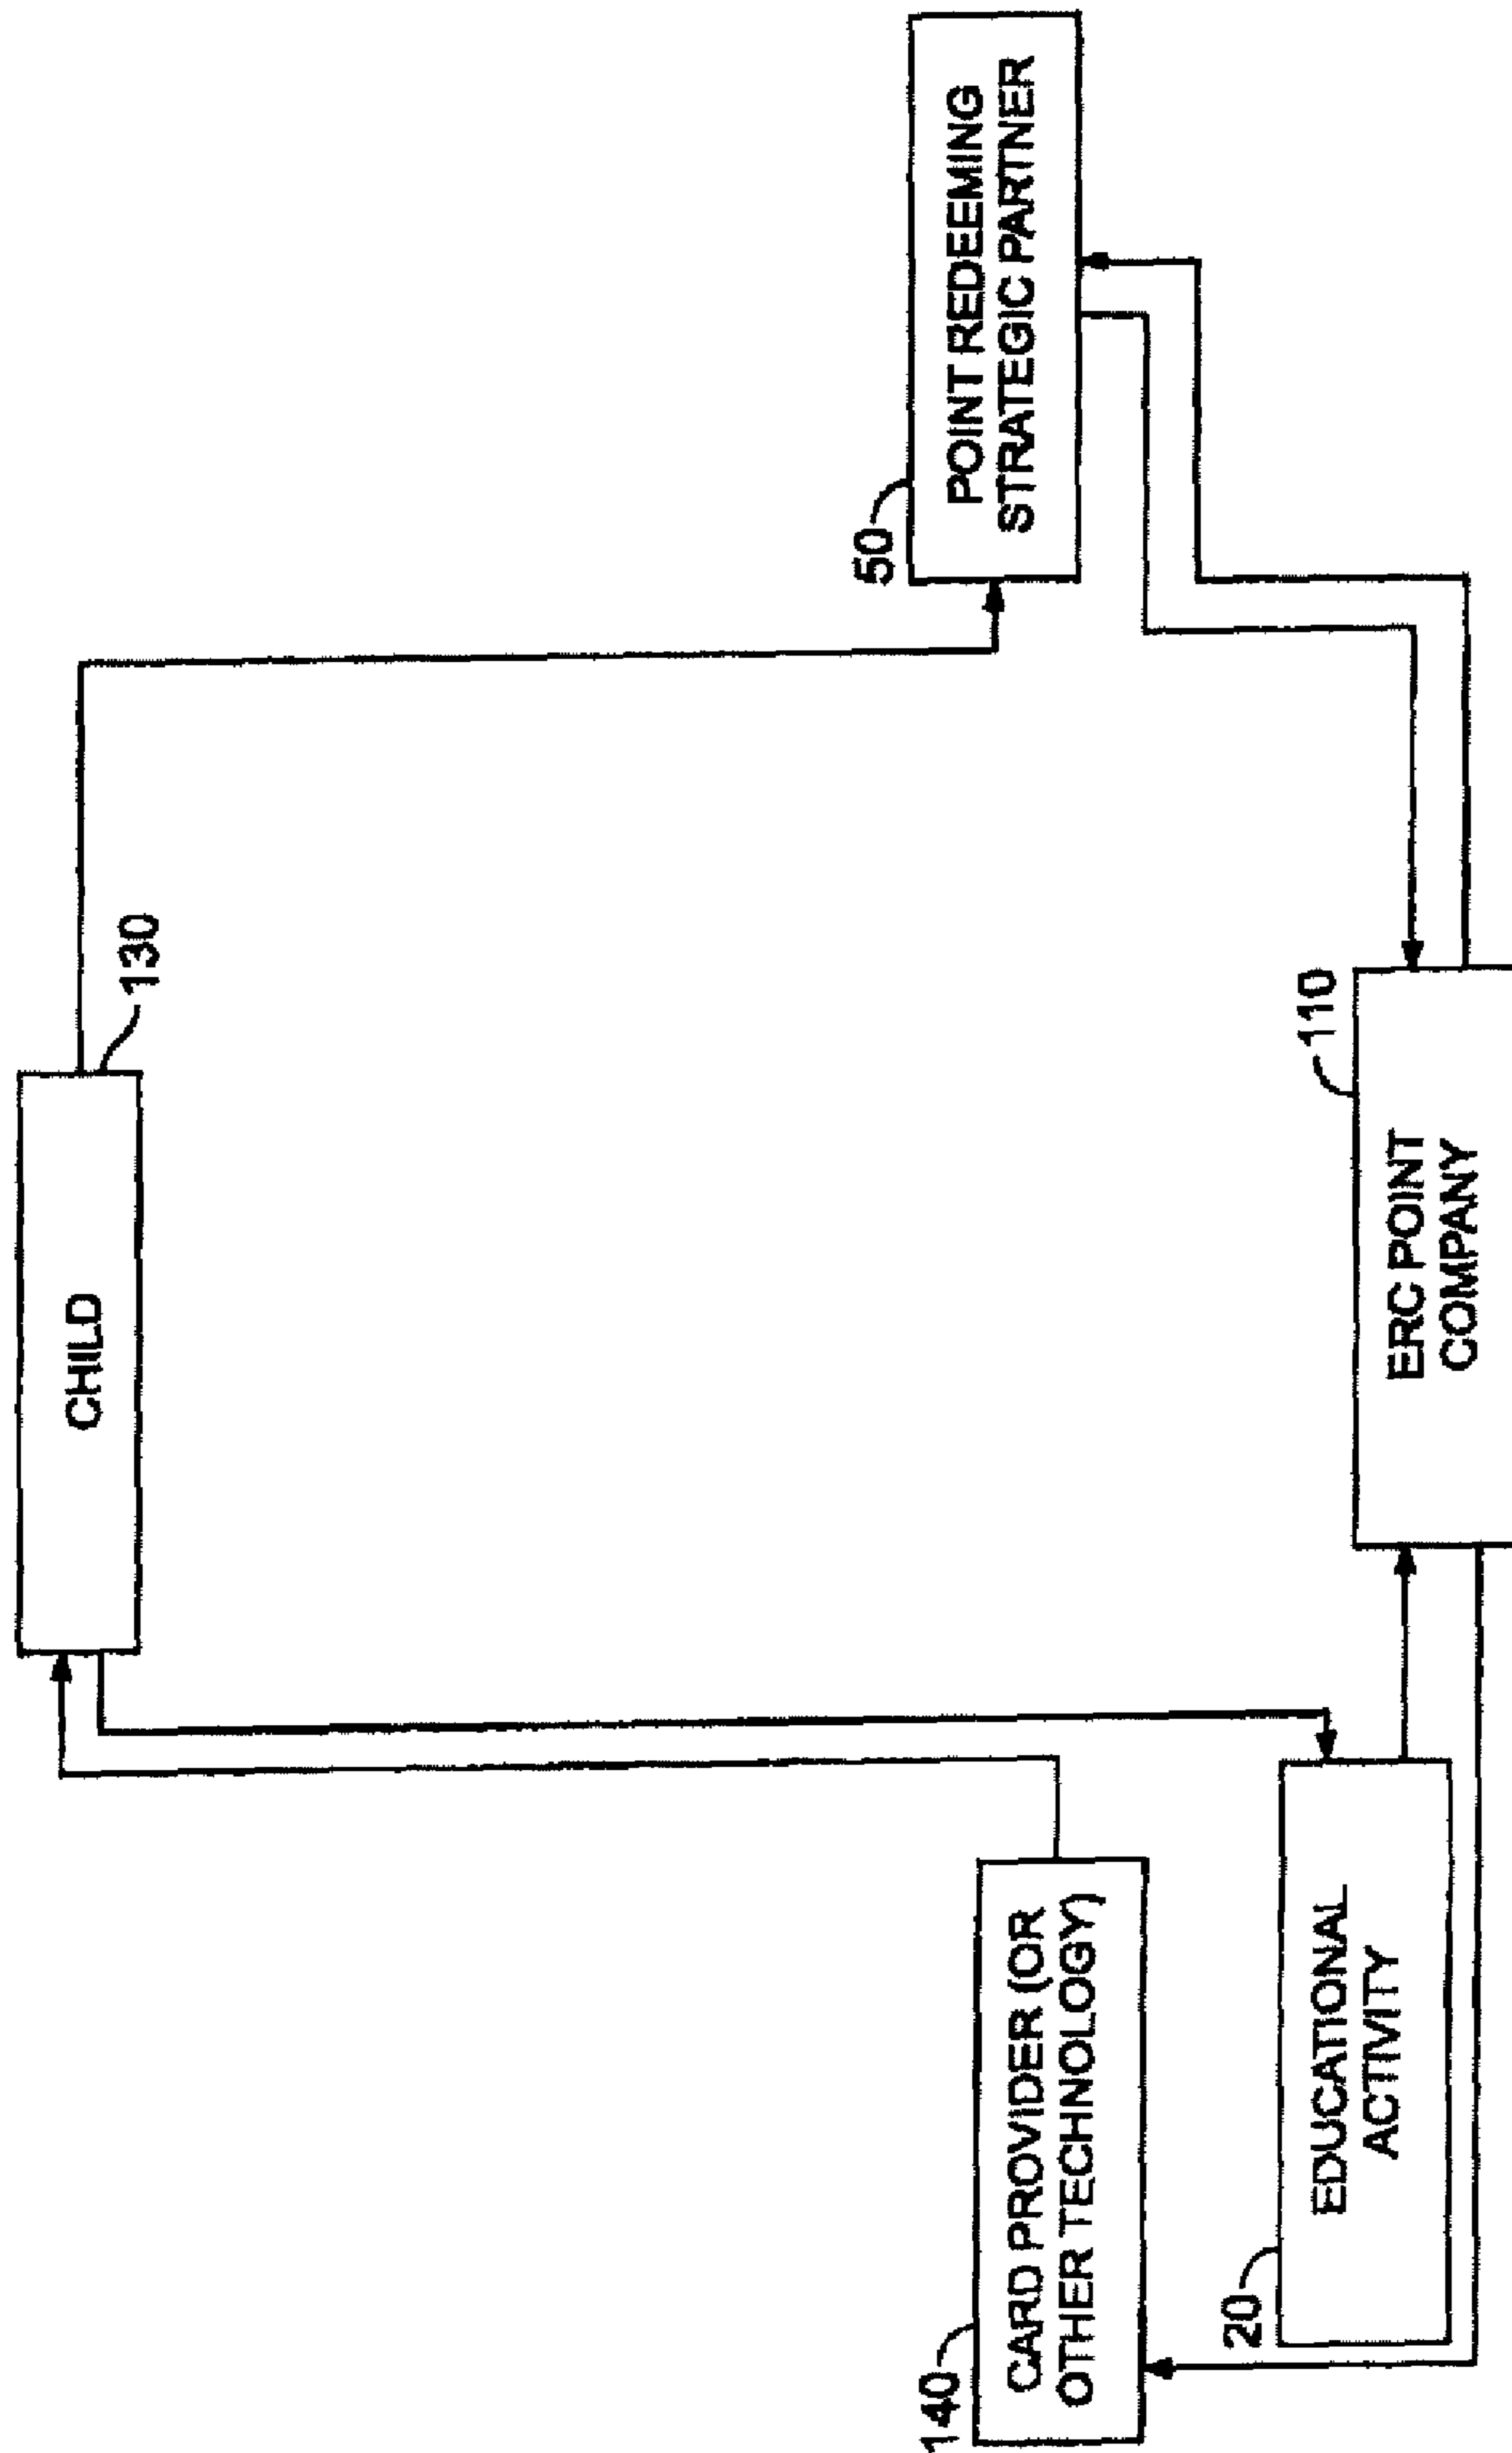 CHILD
130
50
POINT REDEEMING
STRATEGIC PARTNER
140
CARD PROVIDER (OR
OTHER TECHNOLOGY)
20
EDUCATIONAL
ACTIVITY
110
ERC POINT
COMPANY